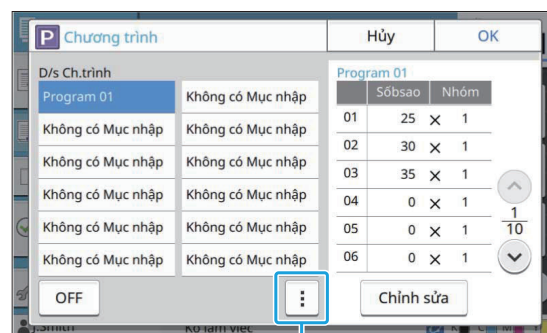 P Chương trình Hủy OK
D/s Ch.trình Program 01
Program 01 Không có Mục nhập Sốbsao Nhóm
Không có Mục nhập Không có Mục nhập 01 25 × 1
02 30 × 1
Không có Mục nhập Không có Mục nhập 03 35 × 1
Không có Mục nhập Không có Mục nhập 04 0 × 1
Không có Mục nhập Không có Mục nhập 05 0 × 1
Không có Mục nhập Không có Mục nhập 06 0 × 1
1
10
OFF Chỉnh sửa
J.Smith K C M